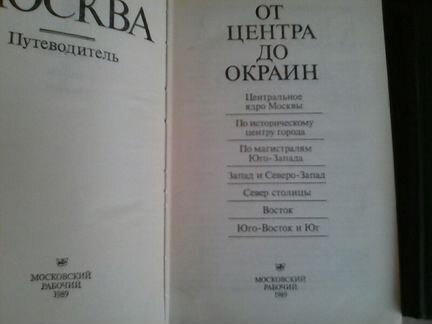 МОСКВА
Путеводитель
МОСКОВСКИЙ
РАБОЧИЙ
1989
ОТ
ЦЕНТРА
ДО
ОКРАИН
Центральное
ядро Москвы
По историческому
центру города
По магистралям
Юго-Запада
Запад и Северо-Запад
Север столицы
Восток
Юго-Восток и Юг
МОСКОВСКИЙ
РАБОЧИЙ
1989